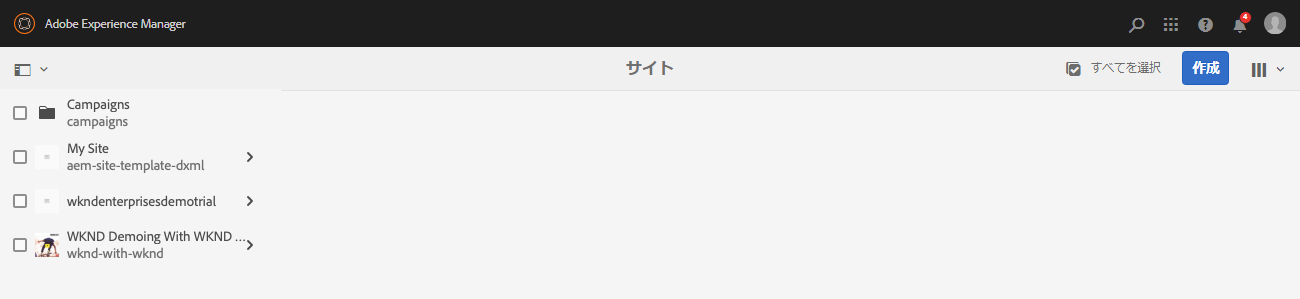 Adobe Experience Manager
4
サイト
すべてを選択
作成
Campaigns
campaigns
My Site
aem-site-template-dxml
wkndenterprisesdemotrial
WKND Demoing With WKND ...
wknd-with-wknd